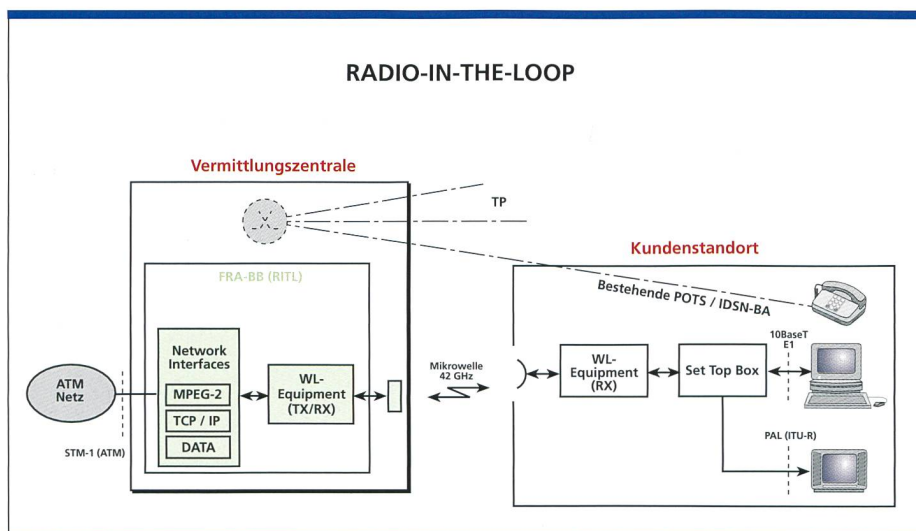 RADIO-IN-THE-LOOP
Vermittlungszentrale
TP
Kundenstandort
FRA-BB (RITL)
Bestehende POTS / IDSN-BA
Network
Interfaces
MPEG-2
TCP / IP
DATA
WL-
Equipment
(TX/RX)
ATM
Netz
STM-1 (ATM)
Mikrowelle
42 GHz
WL-
Equipment
(RX)
Set Top Box
10BaseT
E1
PAL (ITU-R)